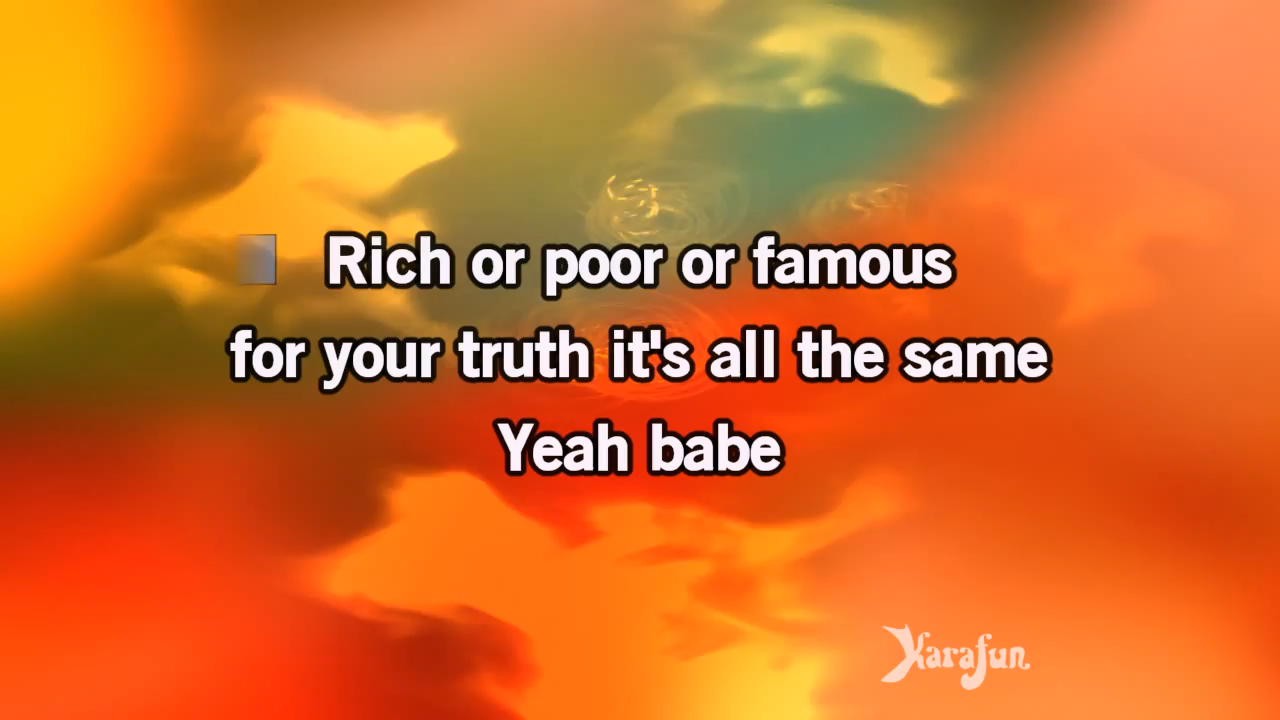 Rich or poor or famous
for your truth it's all the same
Yeah babe
Karafun